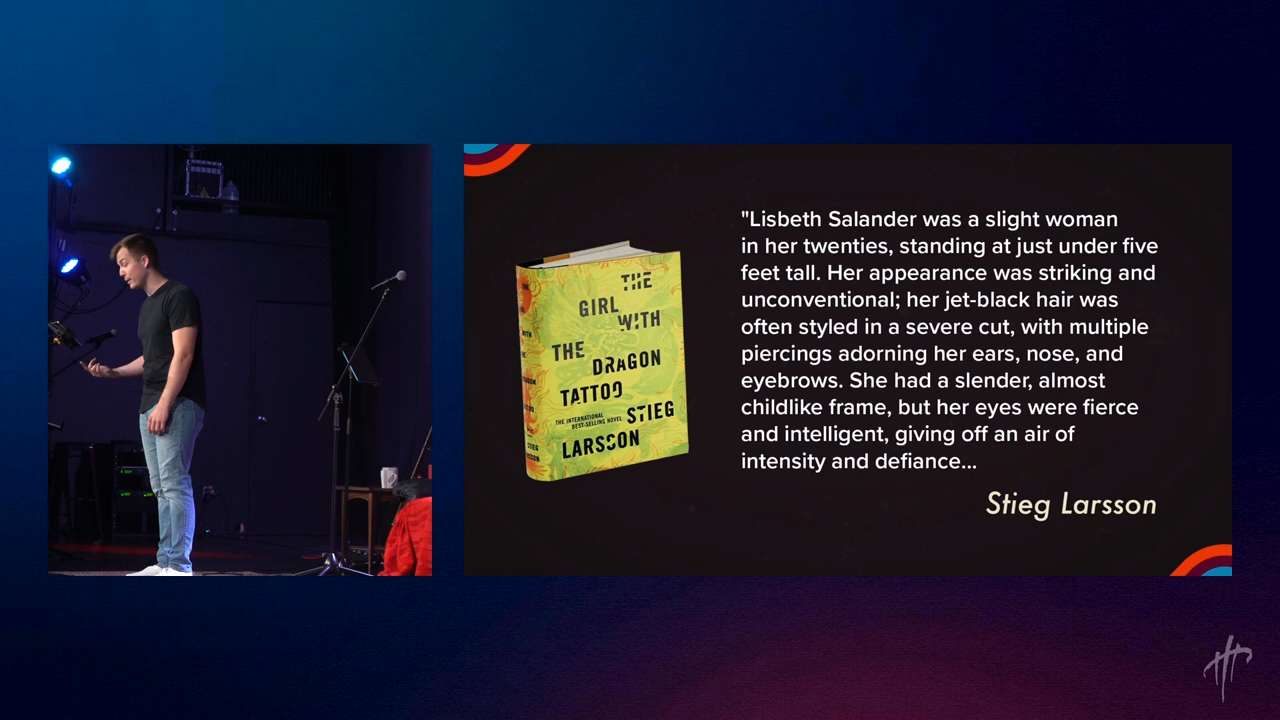 THE
GIRL
WITH
THE
DRAGON
TATTOO
THE INTERNATIONAL
BEST-SELLING NOVEL
STIEG
LARSSON
"Lisbeth Salander was a slight woman
in her twenties, standing at just under five
feet tall. Her appearance was striking and
unconventional; her jet-black hair was
often styled in a severe cut, with multiple
piercings adorning her ears, nose, and
eyebrows. She had a slender, almost
childlike frame, but her eyes were fierce
and intelligent, giving off an air of
intensity and defiance...
Stieg Larsson